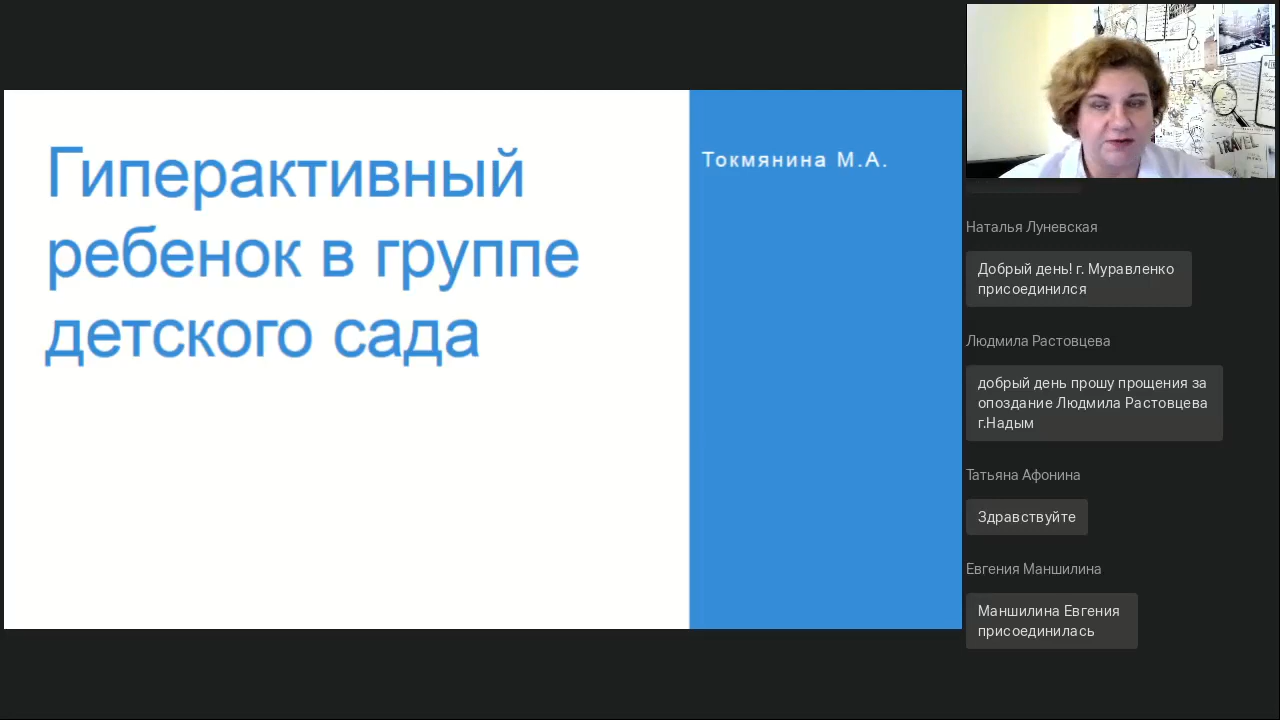 Гиперактивный
ребенок в группе
детского сада
Токмянина М.А.
TRAVEL
Наталья Луневская
Добрый день! г. Муравленко
присоединился
Людмила Растовцева
добрый день прошу прощения за
опоздание Людмила Растовцева
г.Надым
Татьяна Афонина
Здравствуйте
Евгения Маншилина
Маншилина Евгения
присоединилась